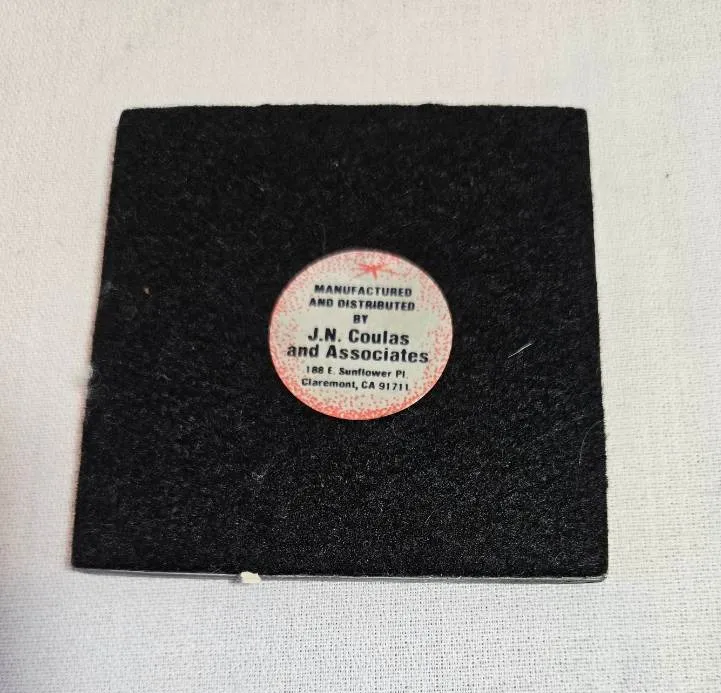 MANUFACTURED
AND DISTRIBUTED
BY
J.N. Coulas
and Associates
188 E. Sunflower Pl.
Claremont, CA 91711